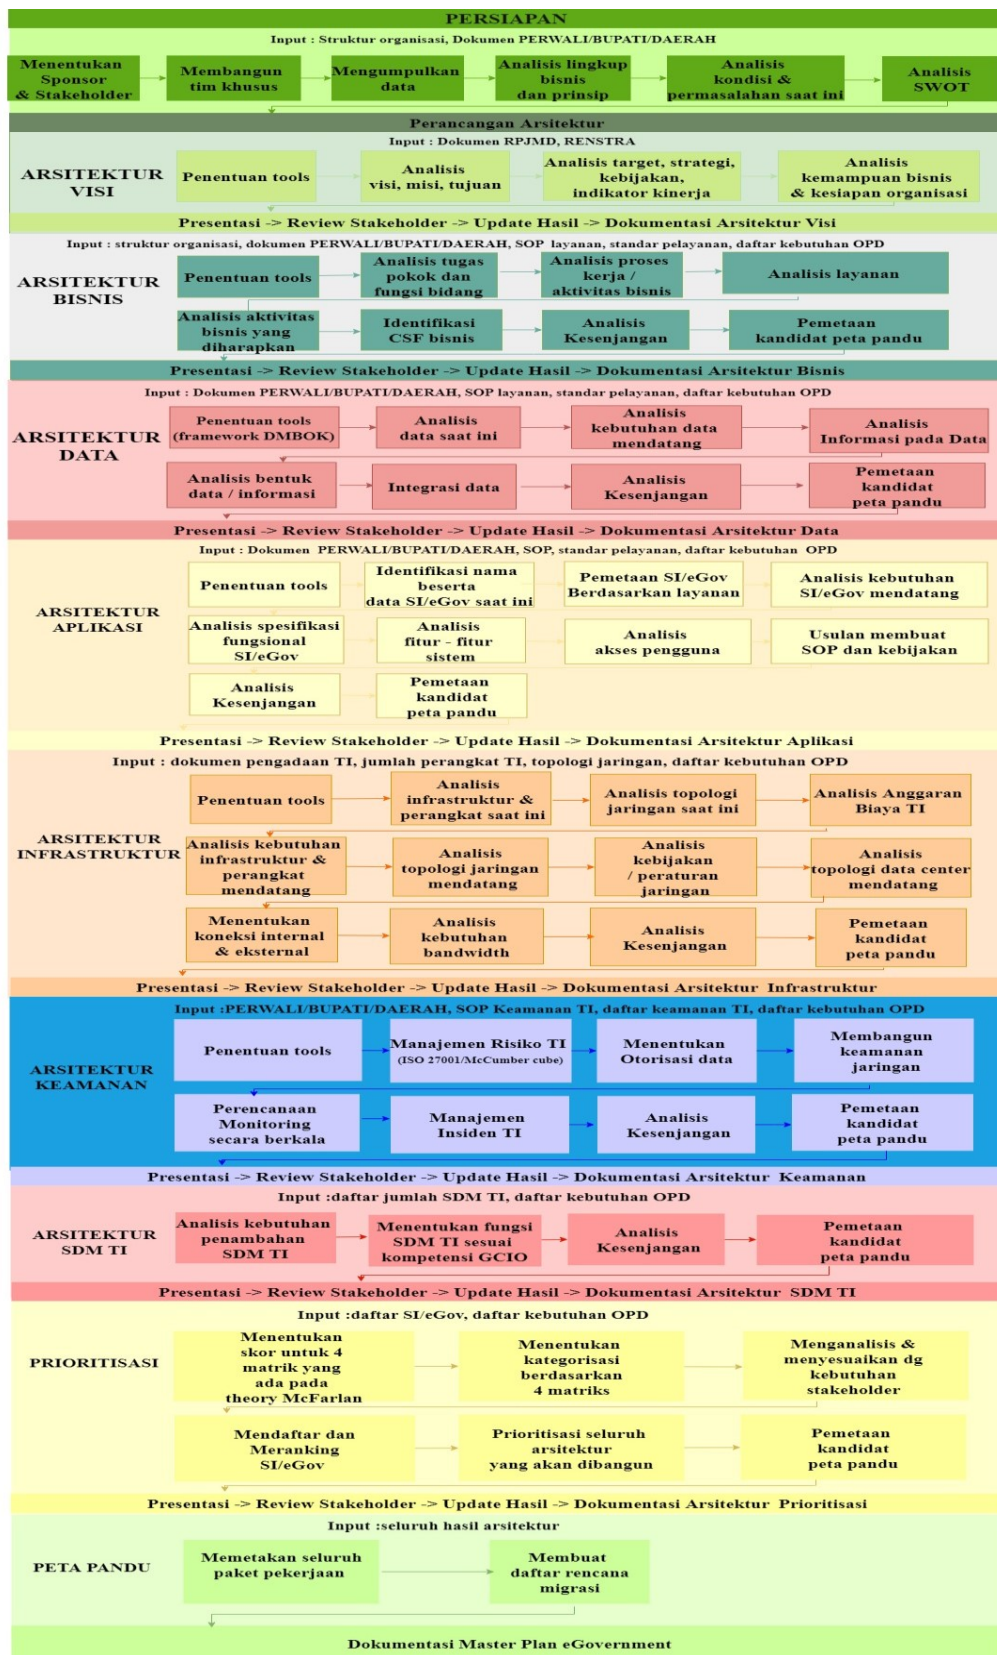 PERSIAPAN
Input : Struktur organisasi, Dokumen PERWALI/BUPATI/DAERAH
Menentukan
Sponsor
& Stakeholder
Membangun
tim khusus
Mengumpulkan
data
Analisis lingkup
bisnis
dan prinsip
Analisis
kondisi &
permasalahan saat ini
Analisis
SWOT
Perancangan Arsitektur
Input : Dokumen RPJMD, RENSTRA
ARSITEKTUR
VISI
Penentuan tools
Analisis
visi, misi, tujuan
Analisis target, strategi,
kebijakan,
indikator kinerja
Analisis
kemampuan bisnis
& kesiapan organisasi
Presentasi -> Review Stakeholder -> Update Hasil -> Dokumentasi Arsitektur Visi
Input : struktur organisasi, dokumen PERWALI/BUPATI/DAERAH, SOP layanan, standar pelayanan, daftar kebutuhan OPD
ARSITEKTUR
BISNIS
Penentuan tools
Analisis tugas
pokok dan
fungsi bidang
Analisis proses
kerja /
aktivitas bisnis
Analisis layanan
Analisis aktivitas
bisnis yang
diharapkan
Identifikasi
CSF bisnis
Analisis
Kesenjangan
Pemetaan
kandidat peta pandu
Presentasi -> Review Stakeholder -> Update Hasil -> Dokumentasi Arsitektur Bisnis
Input : Dokumen PERWALI/BUPATI/DAERAH, SOP layanan, standar pelayanan, daftar kebutuhan OPD
ARSITEKTUR
DATA
Penentuan tools
(framework DMBOK)
Analisis
data saat ini
Analisis
kebutuhan data
mendatang
Analisis
Informasi pada Data
Analisis bentuk
data / informasi
Integrasi data
Analisis
Kesenjangan
Pemetaan
kandidat
peta pandu
Presentasi -> Review Stakeholder -> Update Hasil -> Dokumentasi Arsitektur Data
Input : Dokumen PERWALI/BUPATI/DAERAH, SOP, standar pelayanan, daftar kebutuhan OPD
ARSITEKTUR
APLIKASI
Penentuan tools
Identifikasi nama
beserta
data SI/eGov saat ini
Pemetaan SI/eGov
Berdasarkan layanan
Analisis kebutuhan
SI/eGov mendatang
Analisis spesifikasi
fungsional
SI/eGov
Analisis
fitur - fitur
sistem
Analisis
akses pengguna
Usulan membuat
SOP dan kebijakan
Analisis
Kesenjangan
Pemetaan
kandidat
peta pandu
Presentasi -> Review Stakeholder -> Update Hasil -> Dokumentasi Arsitektur Aplikasi
Input : dokumen pengadaan TI, jumlah perangkat TI, topologi jaringan, daftar kebutuhan OPD
ARSITEKTUR
INFRASTRUKTUR
Penentuan tools
Analisis
infrastruktur &
perangkat saat ini
Analisis topologi
jaringan saat ini
Analisis Anggaran
Biaya TI
Analisis kebutuhan
infrastruktur &
perangkat
mendatang
Analisis
topologi jaringan
mendatang
Analisis
kebijakan
/ peraturan
jaringan
Analisis
topologi data center
mendatang
Menentukan
koneksi internal
& eksternal
Analisis
kebutuhan
bandwidth
Analisis
Kesenjangan
Pemetaan
kandidat
peta pandu
Presentasi -> Review Stakeholder -> Update Hasil -> Dokumentasi Arsitektur Infrastruktur
Input :PERWALI/BUPATI/DAERAH, SOP Keamanan TI, daftar keamanan TI, daftar kebutuhan OPD
ARSITEKTUR
KEAMANAN
Penentuan tools
Manajemen Risiko TI
(ISO 27001/McCumber cube)
Menentukan
Otorisasi data
Membangun
keamanan
jaringan
Perencanaan
Monitoring
secara berkala
Manajemen
Insiden TI
Analisis
Kesenjangan
Pemetaan
kandidat
peta pandu
Presentasi -> Review Stakeholder -> Update Hasil -> Dokumentasi Arsitektur Keamanan
Input :daftar jumlah SDM TI, daftar kebutuhan OPD
ARSITEKTUR
SDM TI
Analisis kebutuhan
penambahan
SDM TI
Menentukan fungsi
SDM TI sesuai
kompetensi GCIO
Analisis
Kesenjangan
Pemetaan
kandidat
peta pandu
Presentasi -> Review Stakeholder -> Update Hasil -> Dokumentasi Arsitektur SDM TI
Input :daftar SI/eGov, daftar kebutuhan OPD
PRIORITISASI
Menentukan
skor untuk 4
matrik yang
ada pada
theory McFarlan
Menentukan
kategorisasi
berdasarkan
4 matriks
Menganalisis &
menyesuaikan dg
kebutuhan
stakeholder
Mendaftar dan
Meranking
SI/eGov
Prioritisasi seluruh
arsitektur
yang akan dibangun
Pemetaan
kandidat
peta pandu
Presentasi -> Review Stakeholder -> Update Hasil -> Dokumentasi Arsitektur Prioritisasi
Input :seluruh hasil arsitektur
PETA PANDU
Memetakan seluruh
paket pekerjaan
Membuat
daftar rencana
migrasi
Dokumentasi Master Plan eGovernment